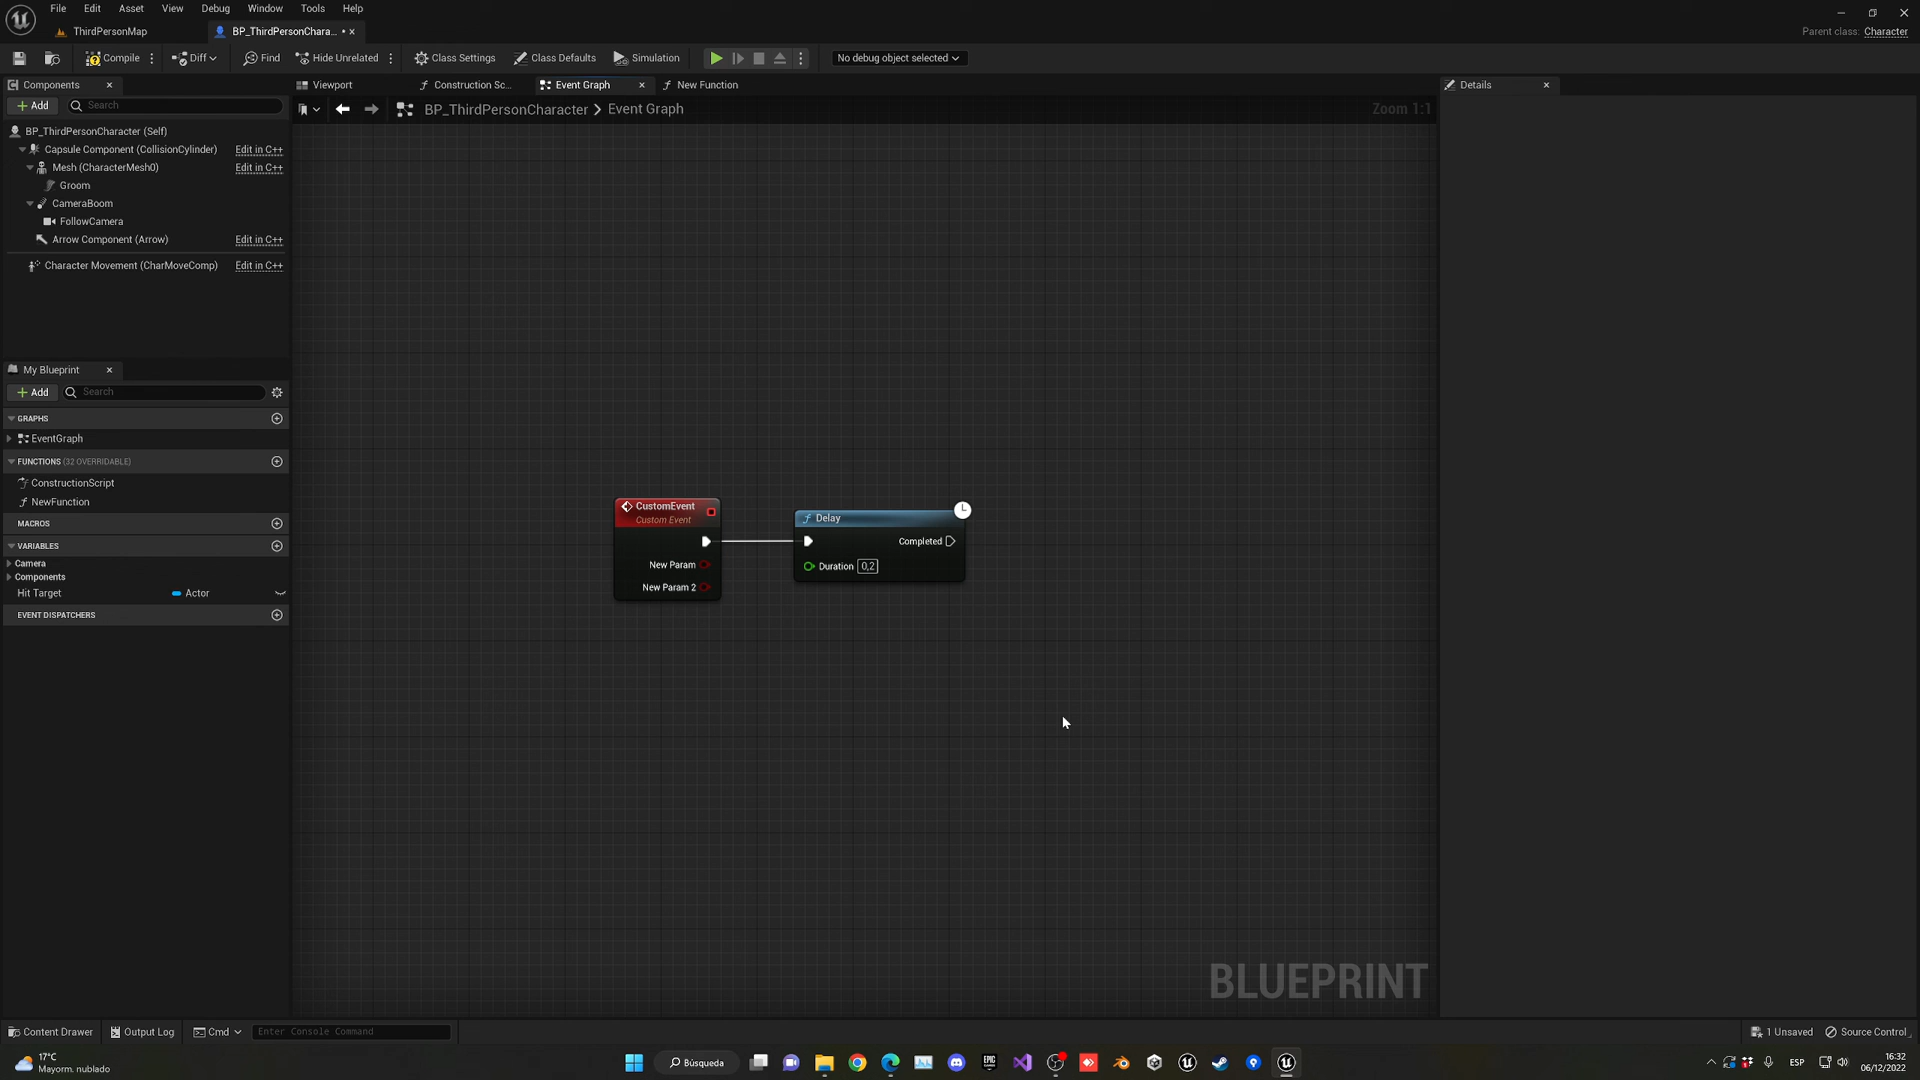 File Edit Asset View Debug Window Tools Help
ThirdPersonMap
BP_ThirdPersonChara... •
Parent class: Character
Compile Diff Find Hide Unrelated Class Settings Class Defaults Simulation
No debug object selected
Components
Viewport
Construction Sc...
Event Graph
New Function
Details
Add Search
BP_ThirdPersonCharacter > Event Graph
Zoom 1:1
BP_ThirdPersonCharacter (Self)
Capsule Component (CollisionCylinder) Edit in C++
Mesh (CharacterMesh0) Edit in C++
Groom
CameraBoom
FollowCamera
Arrow Component (Arrow) Edit in C++
Character Movement (CharMoveComp) Edit in C++
My Blueprint
Add Search
GRAPHS
EventGraph
FUNCTIONS (32 OVERRIDABLE)
ConstructionScript
NewFunction
MACROS
VARIABLES
Camera
Components
Hit Target Actor
EVENT DISPATCHERS
CustomEvent
Custom Event
New Param
New Param 2
Delay
Completed
Duration 0,2
BLUEPRINT
Content Drawer Output Log Cmd Enter Console Command
1 Unsaved Source Control
17°C
Mayorm. nublado
Búsqueda
EPIC
GAMES
ESP
16:32
06/12/2022